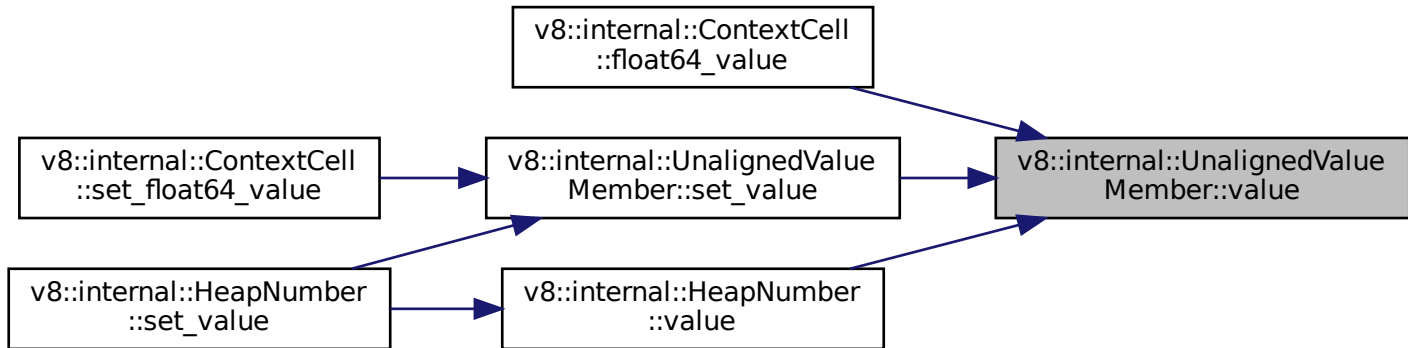 v8::internal::ContextCell
::float64_value
v8::internal::ContextCell
::set_float64_value
v8::internal::UnalignedValue
Member::set_value
v8::internal::UnalignedValue
Member::value
v8::internal::HeapNumber
::set_value
v8::internal::HeapNumber
::value